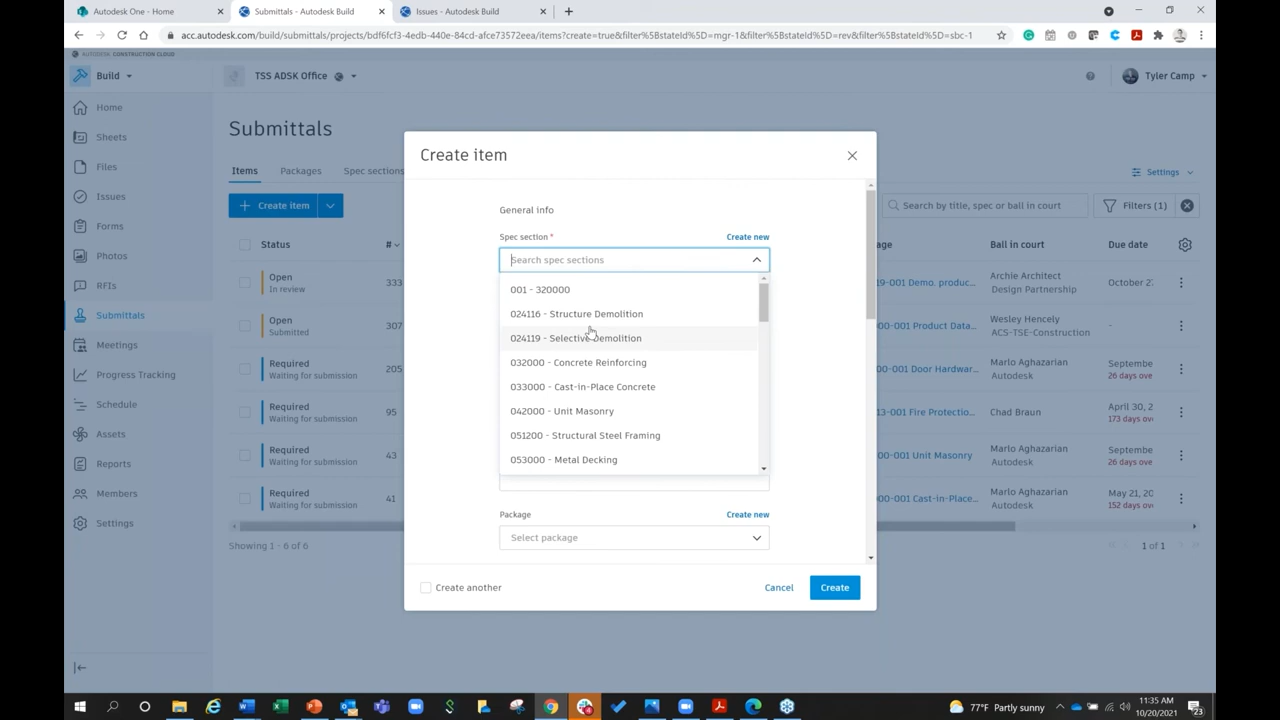 Autodesk One - Home
Submittals - Autodesk Build
Issues - Autodesk Build
acc.autodesk.com/build/submittals/projects/bdf6fcf3-4edb-440e-84cd-afce73572eea/items?create=true&filter%5BstateId%5D=mgr-1&filter%5BstateId%5D=rev&filter%5BstateId%5D=sbc-1
AUTODESK CONSTRUCTION CLOUD
Build
TSS ADSK Office
Tyler Camp
Home
Sheets
Files
Issues
Forms
Photos
RFIs
Submittals
Meetings
Progress Tracking
Schedule
Assets
Reports
Members
Settings
Submittals
Items
Packages
Spec sections
Settings
Create item
Search by title, spec or ball in court
Filters (1)
Status
#
age
Ball in court
Due date
Open
In review
333
19-001 Demo. produc...
Archie Architect
Design Partnership
October 27
Open
Submitted
307
000-001 Product Data
Wesley Hencely
ACS-TSE-Construction
-
Required
Waiting for submission
205
000-001 Door Hardwar...
Marlo Aghazarian
Autodesk
Septembe
26 days ove
Required
Waiting for submission
95
13-001 Fire Protectio...
Chad Braun
April 30, 2
173 days ove
Required
Waiting for submission
43
000-001 Unit Masonry
Marlo Aghazarian
Autodesk
Septembe
26 days ove
Required
Waiting for submission
41
000-001 Cast-in-Place...
Marlo Aghazarian
Autodesk
May 21, 20
152 days ove
Showing 1 - 6 of 6
1 of 1
Create item
General info
Spec section *
Create new
Search spec sections
001 - 320000
024116 - Structure Demolition
024119 - Selective Demolition
032000 - Concrete Reinforcing
033000 - Cast-in-Place Concrete
042000 - Unit Masonry
051200 - Structural Steel Framing
053000 - Metal Decking
Package
Create new
Select package
Create another
Cancel
Create
77°F Partly sunny
11:35 AM
10/20/2021
23